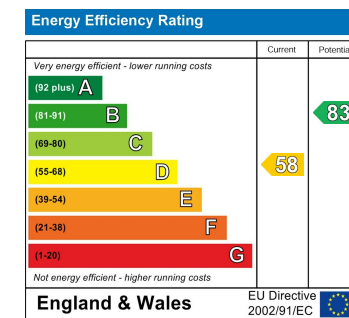 Energy Efficiency Rating
Current Potentia
Very energy efficient - lower running costs
(92 plus) A
(81-91) B
83
(69-80) C
(55-68) D
58
(39-54) E
(21-38) F
(1-20) G
Not energy efficient - higher running costs
England & Wales
EU Directive
2002/91/EC